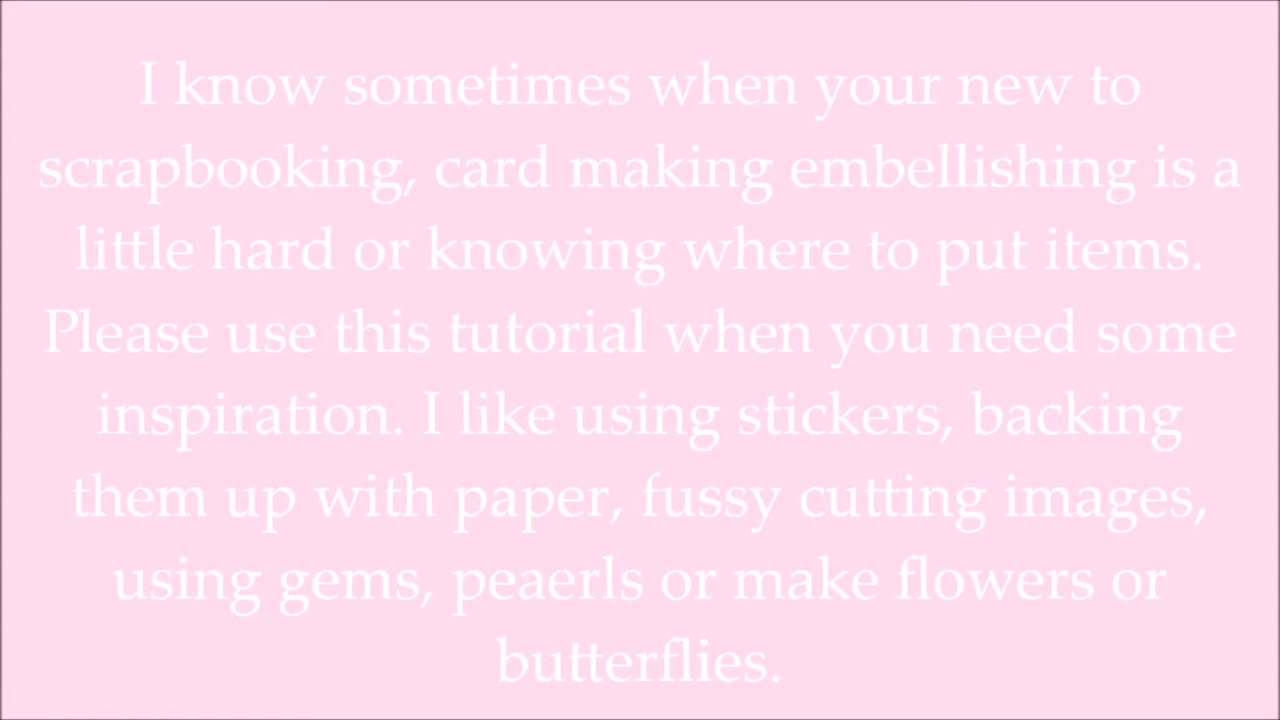 I know sometimes when your new to
scrapbooking, card making embellishing is a
little hard or knowing where to put items.
Please use this tutorial when you need some
inspiration. I like using stickers, backing
them up with paper, fussy cutting images,
using gems, peaerls or make flowers or
butterflies.